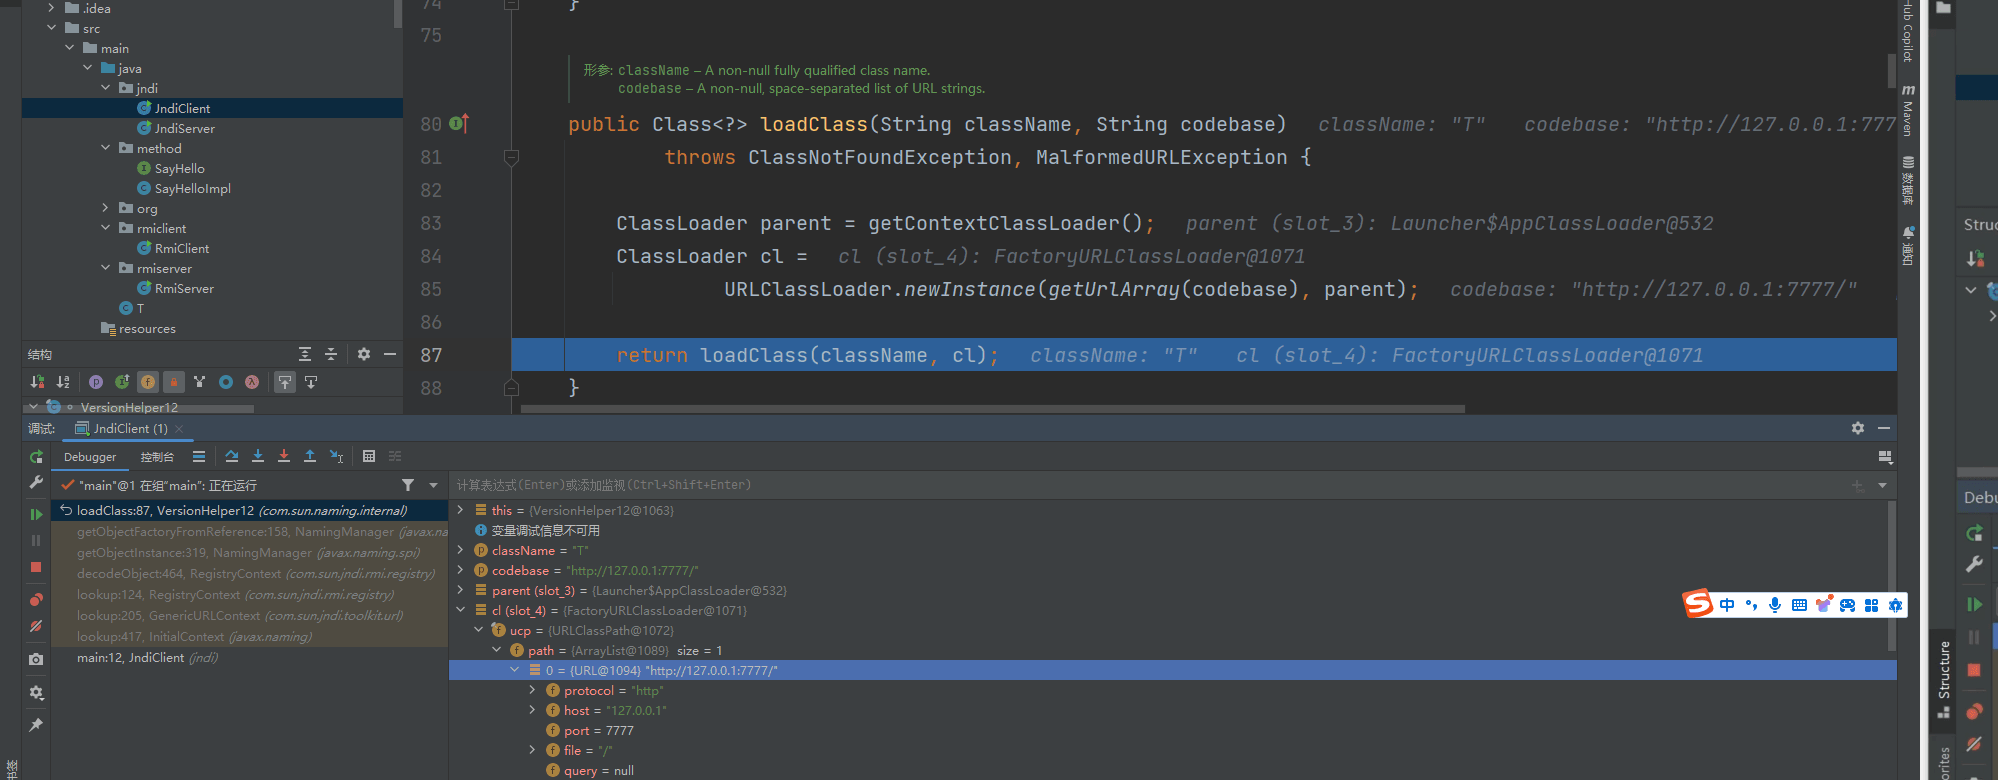 .idea
src
main
java
jndi
JndiClient
JndiServer
method
SayHello
SayHelloImpl
org
rmiclient
RmiClient
rmiserver
RmiServer
T
resources
结构
VersionHelper12
74 }
75
形参: className – A non-null fully qualified class name.
codebase – A non-null, space-separated list of URL strings.
80 public Class<?> loadClass(String className, String codebase) className: "T" codebase: "http://127.0.0.1:777
81 throws ClassNotFoundException, MalformedURLException {
82
83 ClassLoader parent = getContextClassLoader(); parent (slot_3): Launcher$AppClassLoader@532
84 ClassLoader cl = cl (slot_4): FactoryURLClassLoader@1071
85 URLClassLoader.newInstance(getUrlArray(codebase), parent); codebase: "http://127.0.0.1:7777/"
86
87 return loadClass(className, cl); className: "T" cl (slot_4): FactoryURLClassLoader@1071
88 }
Hub Copilot
m Maven
数据库
通知
调试: JndiClient (1)
Debugger 控制台
"main"@1 在组"main": 正在运行
loadClass:87, VersionHelper12 (com.sun.naming.internal)
getObjectFactoryFromReference:158, NamingManager (javax.na
getObjectInstance:319, NamingManager (javax.naming.spi)
decodeObject:464, RegistryContext (com.sun.jndi.rmi.registry)
lookup:124, RegistryContext (com.sun.jndi.rmi.registry)
lookup:205, GenericURLContext (com.sun.jndi.toolkit.url)
lookup:417, InitialContext (javax.naming)
main:12, JndiClient (jndi)
计算表达式(Enter)或添加监视(Ctrl+Shift+Enter)
this = {VersionHelper12@1063}
变量调试信息不可用
className = "T"
codebase = "http://127.0.0.1:7777/"
parent (slot_3) = {Launcher$AppClassLoader@532}
cl (slot_4) = {FactoryURLClassLoader@1071}
ucp = {URLClassPath@1072}
path = {ArrayList@1089} size = 1
0 = {URL@1094} "http://127.0.0.1:7777/"
protocol = "http"
host = "127.0.0.1"
port = 7777
file = "/"
query = null
书签
中
Struc
Debu
Structure
orites